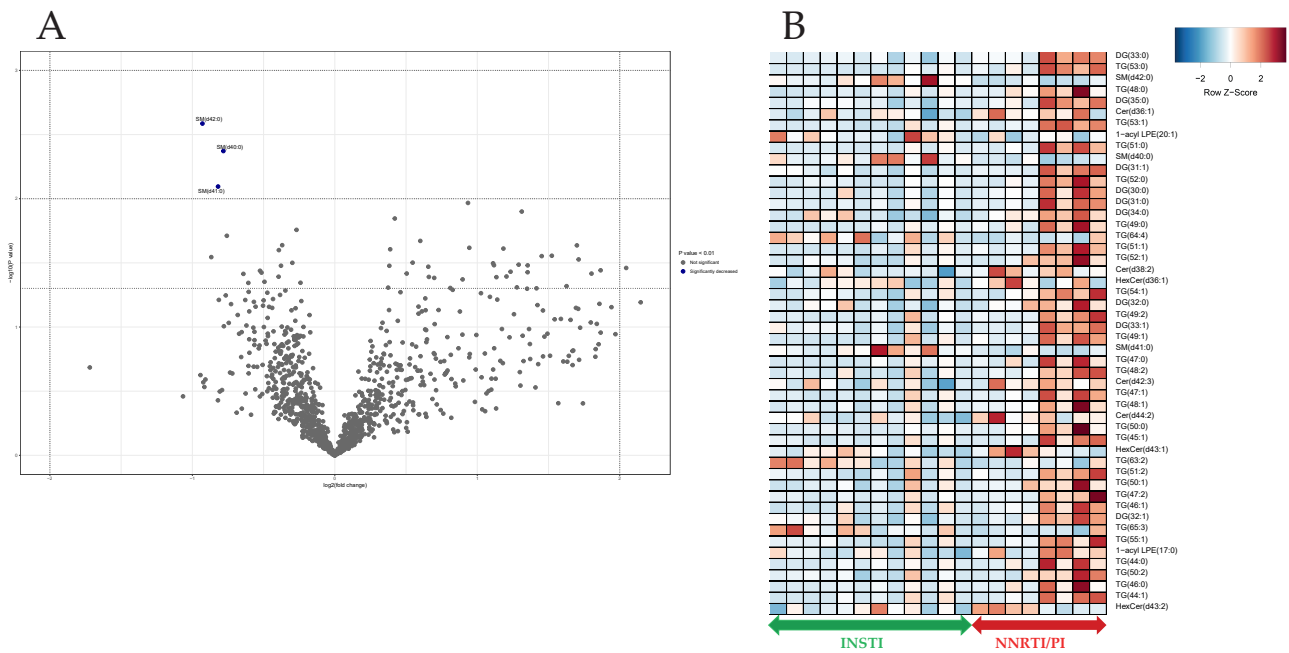 A
B
3
SM(d42:0)
SM(d40:0)
SM(d41:0)
2
1
0
-2
-1
0
1
2
−log10(P value)
log2(fold change)
P value < 0.01
Not significant
Significantly decreased
−2 0 2
Row Z−Score
DG(33:0)
TG(53:0)
SM(d42:0)
TG(48:0)
DG(35:0)
Cer(d36:1)
TG(53:1)
1−acyl LPE(20:1)
TG(51:0)
SM(d40:0)
DG(31:1)
TG(52:0)
DG(30:0)
DG(31:0)
DG(34:0)
TG(49:0)
TG(64:4)
TG(51:1)
TG(52:1)
Cer(d38:2)
HexCer(d36:1)
TG(54:1)
DG(32:0)
TG(49:2)
DG(33:1)
TG(49:1)
SM(d41:0)
TG(47:0)
TG(48:2)
Cer(d42:3)
TG(47:1)
TG(48:1)
Cer(d44:2)
TG(50:0)
TG(45:1)
HexCer(d43:1)
TG(63:2)
TG(51:2)
TG(50:1)
TG(47:2)
TG(46:1)
DG(32:1)
TG(65:3)
TG(55:1)
1−acyl LPE(17:0)
TG(44:0)
TG(50:2)
TG(46:0)
TG(44:1)
HexCer(d43:2)
INSTI
NNRTI/PI